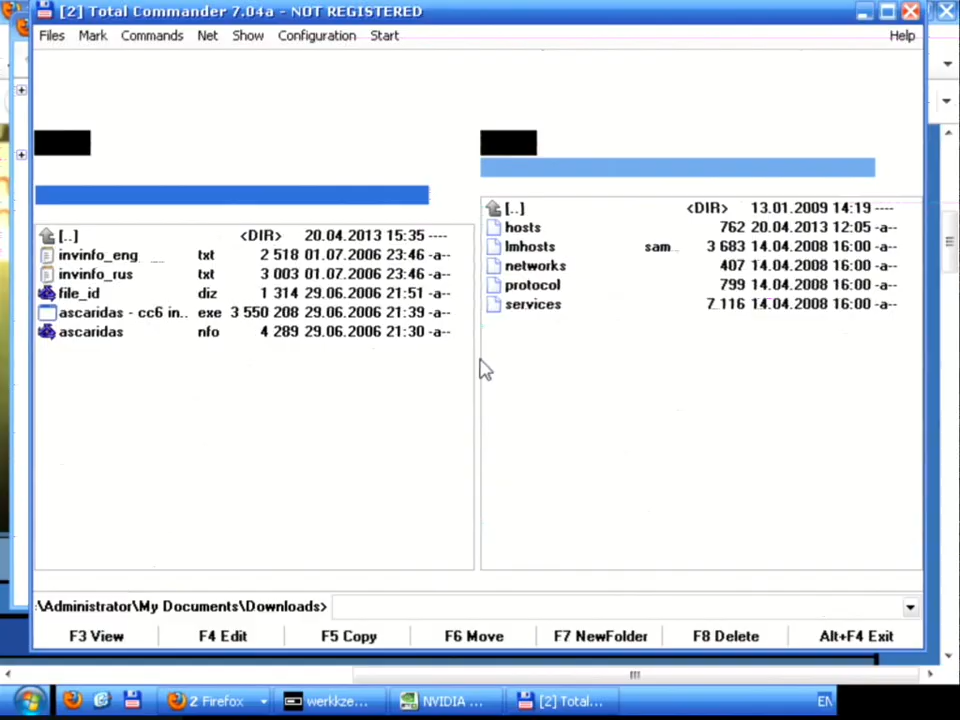 [2] Total Commander 7.04a - NOT REGISTERED
Files Mark Commands Net Show Configuration Start Help
[..] <DIR> 20.04.2013 15:35 ----
invinfo_eng txt 2 518 01.07.2006 23:46 -a--
invinfo_rus txt 3 003 01.07.2006 23:46 -a--
file_id diz 1 314 29.06.2006 21:51 -a--
ascaridas - cc6 in.. exe 3 550 208 29.06.2006 21:39 -a--
ascaridas nfo 4 289 29.06.2006 21:30 -a--
[..] <DIR> 13.01.2009 14:19 ----
hosts 762 20.04.2013 12:05 -a--
lmhosts sam 3 683 14.04.2008 16:00 -a--
networks 407 14.04.2008 16:00 -a--
protocol 799 14.04.2008 16:00 -a--
services 7 116 14.04.2008 16:00 -a--
:\Administrator\My Documents\Downloads>
F3 View F4 Edit F5 Copy F6 Move F7 NewFolder F8 Delete Alt+F4 Exit
2 Firefox werkkze... NVIDIA ... [2] Total... EN